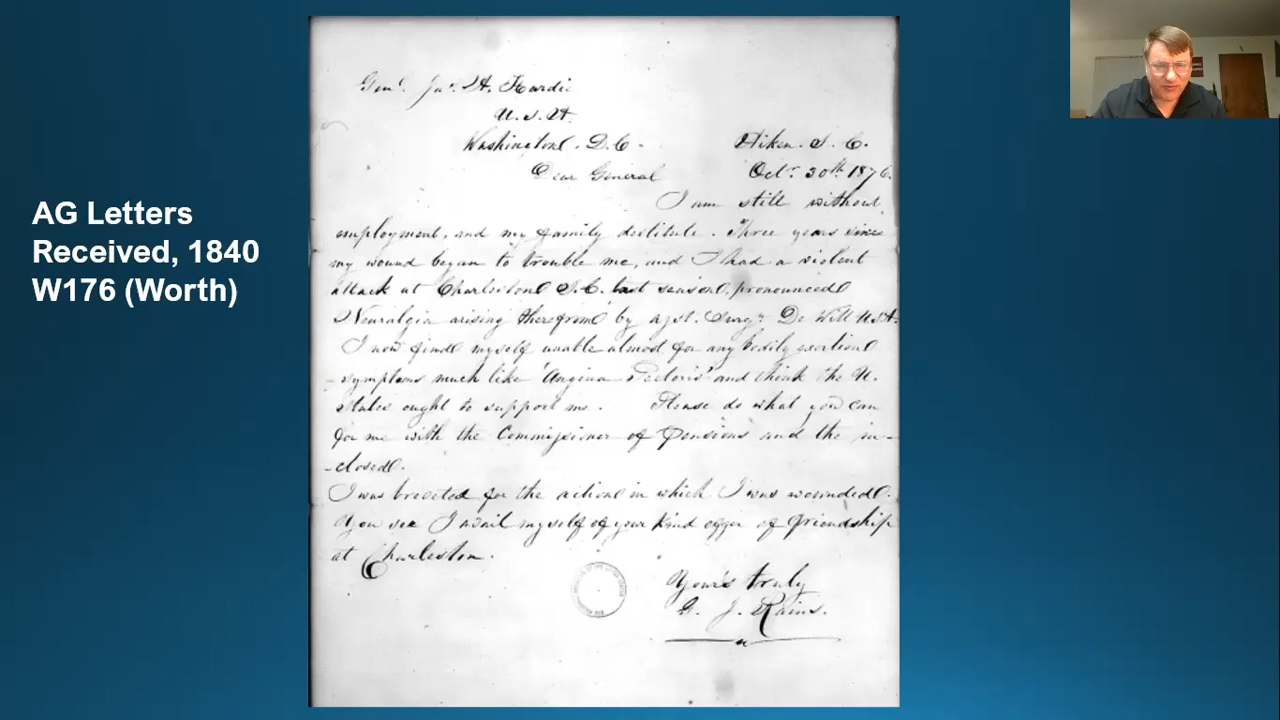 AG Letters
Received, 1840
W176 (Worth)
Genl. Jas. A. Hardie
U.S.A.
Washington. D.C.
Aiken. S. C.
Dear General
Octr. 30th 1876.
I am still without
employment, and my family destitute. Three years since
my wound began to trouble me, and I had a violent
attack at Charleston S.C. last season, pronounced
Neuralgia arising therefrom by asst. Surgn. De Witt U.S.A.
I now find myself unable almost for any bodily exertion
- symptoms much like "Angina Pectoris" and think the U.
States ought to support me. Please do what you can
for me with the Commissioner of Pensions and the in-
-closed.
I was breveted for the action in which I was wounded.
You see I avail myself of your kind offer of friendship
at Charleston.
Your's truly
G. J. Rains.